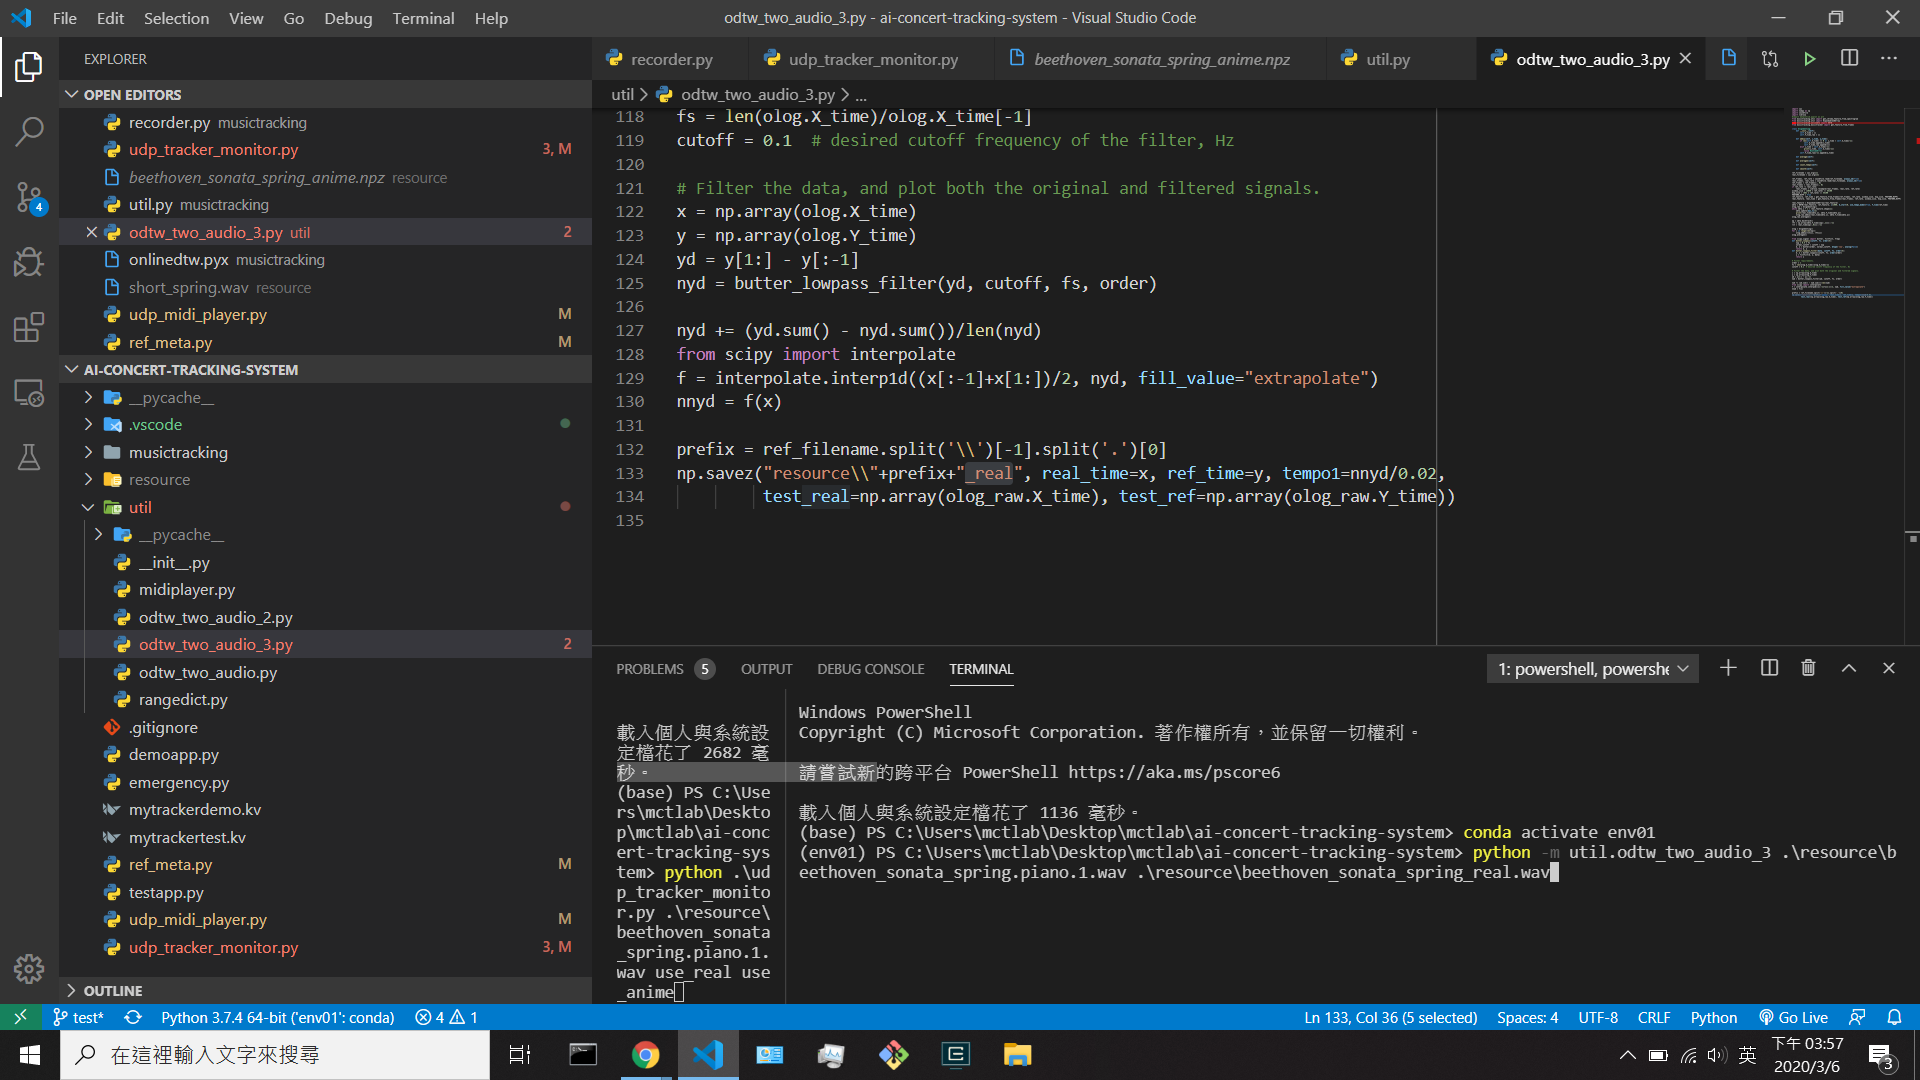 File Edit Selection View Go Debug Terminal Help
odtw_two_audio_3.py - ai-concert-tracking-system - Visual Studio Code
EXPLORER
OPEN EDITORS
recorder.py musictracking
udp_tracker_monitor.py 3, M
beethoven_sonata_spring_anime.npz resource
util.py musictracking
odtw_two_audio_3.py util 2
onlinedtw.pyx musictracking
short_spring.wav resource
udp_midi_player.py M
ref_meta.py M
AI-CONCERT-TRACKING-SYSTEM
__pycache__
.vscode
musictracking
resource
util
__pycache__
__init__.py
midiplayer.py
odtw_two_audio_2.py
odtw_two_audio_3.py 2
odtw_two_audio.py
rangedict.py
.gitignore
demoapp.py
emergency.py
mytrackerdemo.kv
mytrackertest.kv
ref_meta.py M
testapp.py
udp_midi_player.py M
udp_tracker_monitor.py 3, M
OUTLINE
4
recorder.py
udp_tracker_monitor.py
beethoven_sonata_spring_anime.npz
util.py
odtw_two_audio_3.py
util > odtw_two_audio_3.py > ...
118 fs = len(olog.X_time)/olog.X_time[-1]
119 cutoff = 0.1  # desired cutoff frequency of the filter, Hz
120
121 # Filter the data, and plot both the original and filtered signals.
122 x = np.array(olog.X_time)
123 y = np.array(olog.Y_time)
124 yd = y[1:] - y[:-1]
125 nyd = butter_lowpass_filter(yd, cutoff, fs, order)
126
127 nyd += (yd.sum() - nyd.sum())/len(nyd)
128 from scipy import interpolate
129 f = interpolate.interp1d((x[:-1]+x[1:])/2, nyd, fill_value="extrapolate")
130 nnyd = f(x)
131
132 prefix = ref_filename.split('\\')[-1].split('.')[0]
133 np.savez("resource\\"+prefix+"_real", real_time=x, ref_time=y, tempo1=nnyd/0.02,
134 test_real=np.array(olog_raw.X_time), test_ref=np.array(olog_raw.Y_time))
135
PROBLEMS 5 OUTPUT DEBUG CONSOLE TERMINAL
1: powershell, powershe
載入個人與系統設
定檔花了 2682 毫
秒。
(base) PS C:\Use
rs\mctlab\Deskto
p\mctlab\ai-conc
ert-tracking-sys
tem> python .\ud
p_tracker_monito
r.py .\resource\
beethoven_sonata
_spring.piano.1.
wav use_real use
_anime
Windows PowerShell
Copyright (C) Microsoft Corporation. 著作權所有，並保留一切權利。
請嘗試新的跨平台 PowerShell https://aka.ms/pscore6
載入個人與系統設定檔花了 1136 毫秒。
(base) PS C:\Users\mctlab\Desktop\mctlab\ai-concert-tracking-system> conda activate env01
(env01) PS C:\Users\mctlab\Desktop\mctlab\ai-concert-tracking-system> python -m util.odtw_two_audio_3 .\resource\b
eethoven_sonata_spring.piano.1.wav .\resource\beethoven_sonata_spring_real.wav
test* Python 3.7.4 64-bit ('env01': conda) 4 1
Ln 133, Col 36 (5 selected) Spaces: 4 UTF-8 CRLF Python Go Live
在這裡輸入文字來搜尋
英
下午 03:57
2020/3/6
3